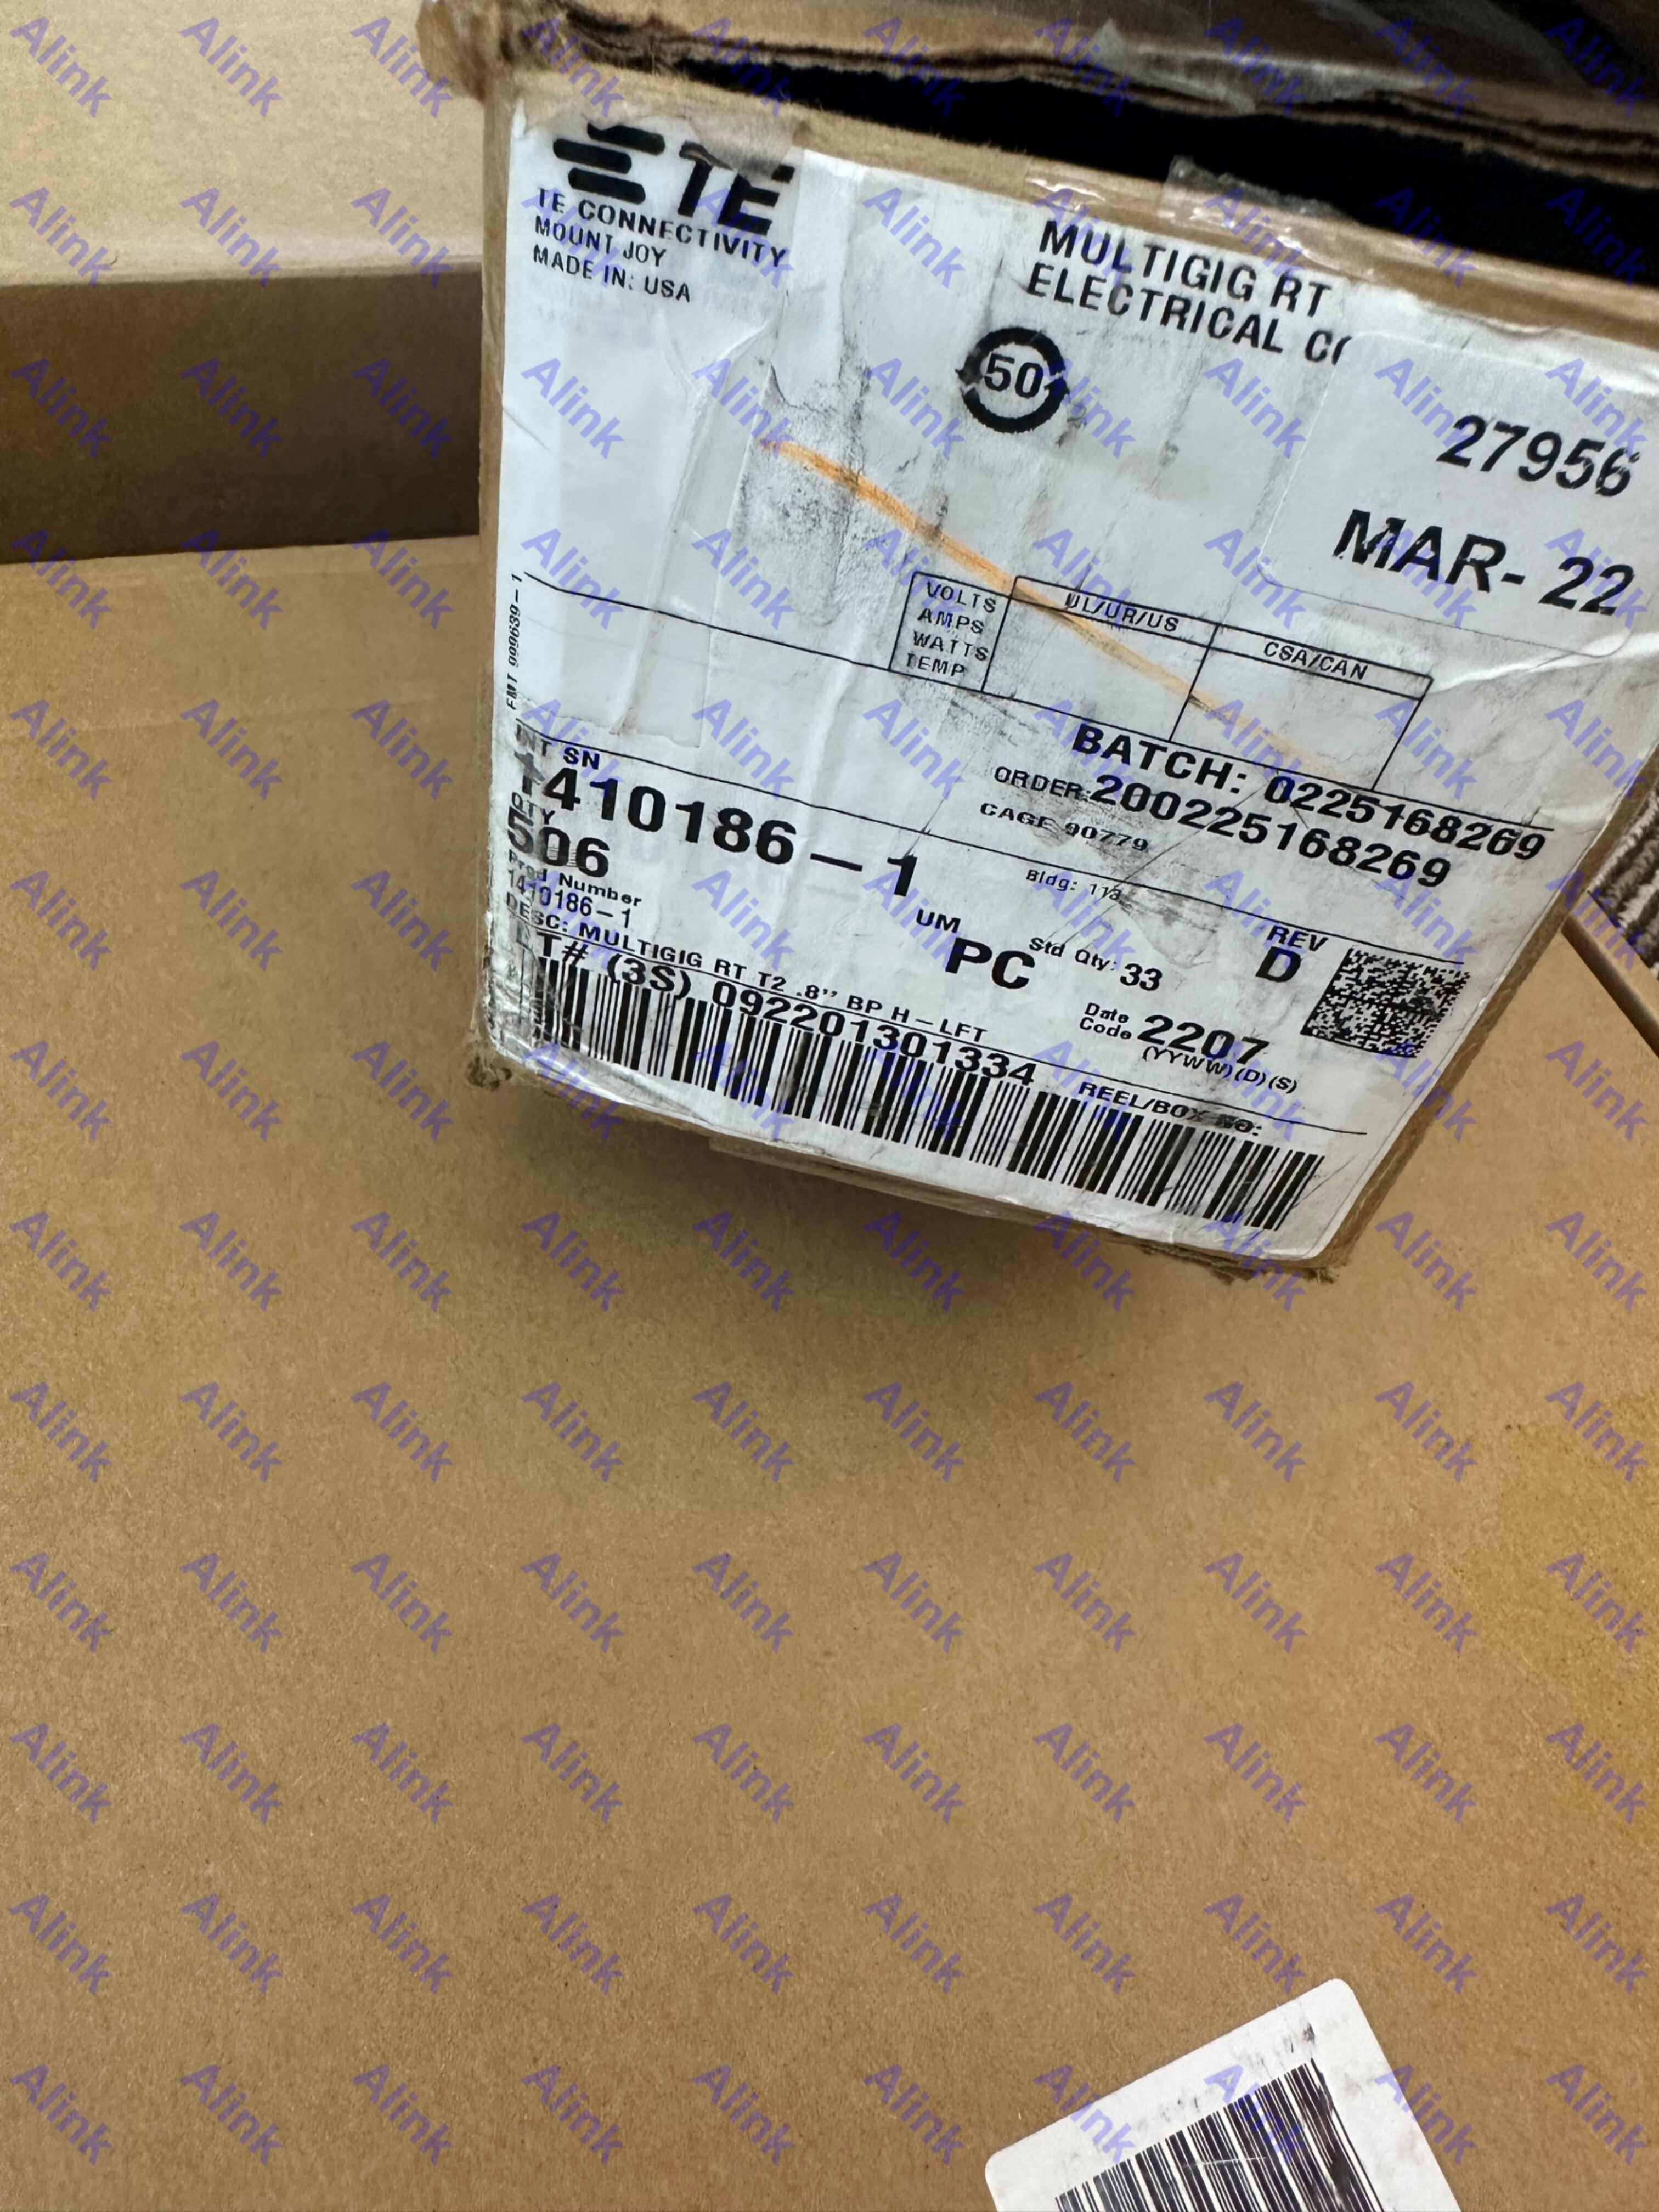 TE
TE CONNECTIVITY
MOUNT JOY
MADE IN: USA
MULTIGIG RT
ELECTRICAL
50
27956
MAR- 22
FMT 999639-1
VOLTS
AMPS
WATTS
TEMP
UL/UR/US
CSA/CAN
BATCH: 0225168269
ORDER:200225168269
CAGE 90779
Bldg: 113
INT SN
1410186-1
QTY
506
UM
PC
Std Qty: 33
REV
D
Prod Number
1410186-1
DESC: MULTIGIG RT T2 .8" BP H-LFT
Date
Code 2207
(YYWW)(D)(S)
LT# (3S) 092201301334
REEL/BOX NO:
Alink